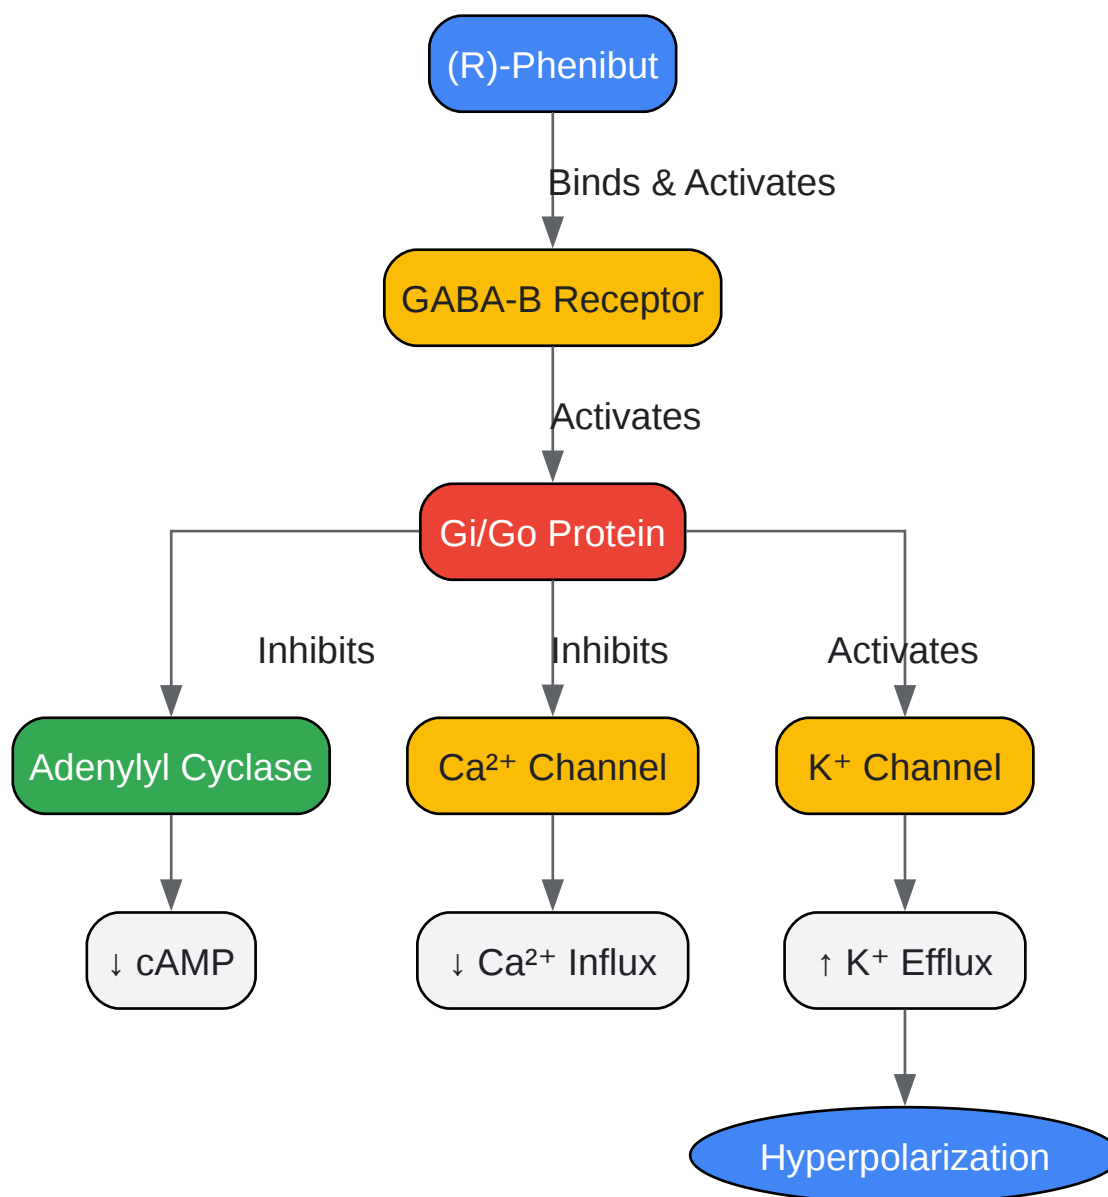 (R)-Phenibut
Binds & Activates
GABA-B Receptor
Activates
Gi/Go Protein
Inhibits
Inhibits
Activates
Adenylyl Cyclase
Ca²⁺ Channel
K⁺ Channel
↓ cAMP
↓ Ca²⁺ Influx
↑ K⁺ Efflux
Hyperpolarization